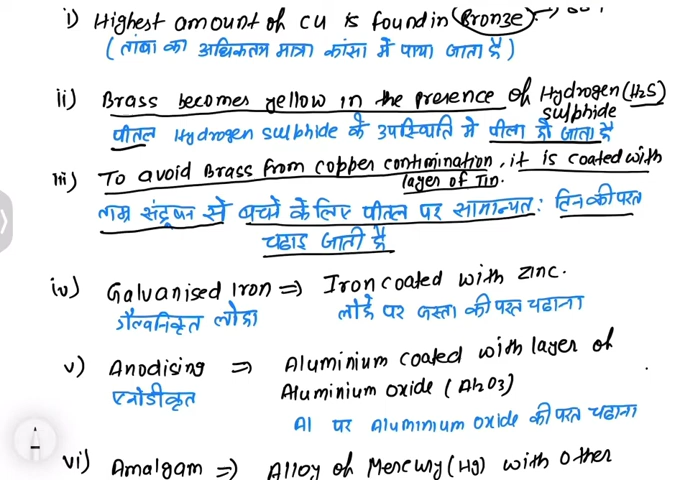 i) Highest amount of Cu is found in Bronze →
(तांबा का अधिकतम मात्रा कांसा में पाया जाता है)
ii) Brass becomes yellow in the presence of Hydrogen (H2S)
sulphide
पीतल Hydrogen sulphide के उपस्थिति में पीला हो जाता है
iii) To avoid Brass from copper contimination, it is coated with
layer of Tin.
ताम्र संदूषन से बचने के लिए पीतल पर सामान्यत: टिन की परत
चढाइ जाती है
iv) Galvanised Iron ⇒ Iron coated with zinc.
गैल्वनिकृत लोहा लोहे पर जस्ता की परत चढाना
v) Anodising ⇒ Aluminium coated with layer of
एनोडीकृत Aluminium oxide (Al2O3)
Al पर Aluminium oxide की परत चढाना
vi) Amalgam ⇒ Alloy of Mercury (Hg) with other